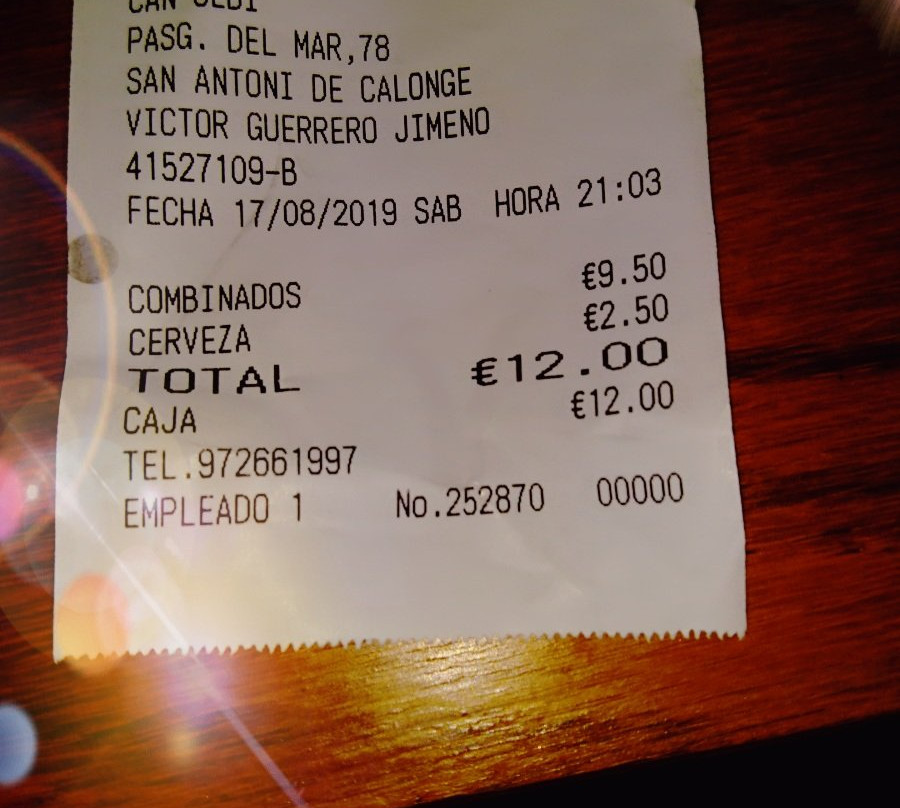 PASG. DEL MAR,78
SAN ANTONI DE CALONGE
VICTOR GUERRERO JIMENO
41527109-B
FECHA 17/08/2019 SAB HORA 21:03
COMBINADOS €9.50
CERVEZA €2.50
TOTAL €12.00
CAJA €12.00
TEL.972661997
EMPLEADO 1 No.252870 00000